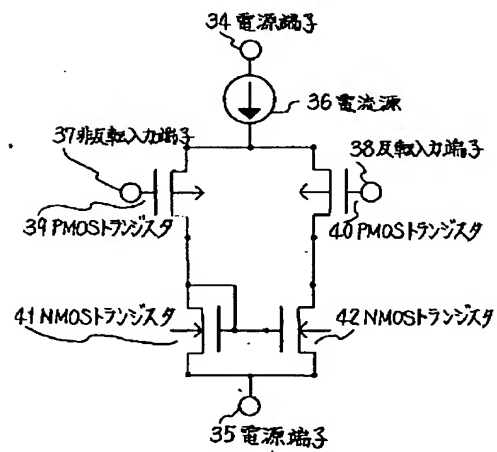 34 電源端子
36 電流源
37 非反転入力端子
38 反転入力端子
39 PMOSトランジスタ
40 PMOSトランジスタ
41 NMOSトランジスタ
42 NMOSトランジスタ
35 電源端子